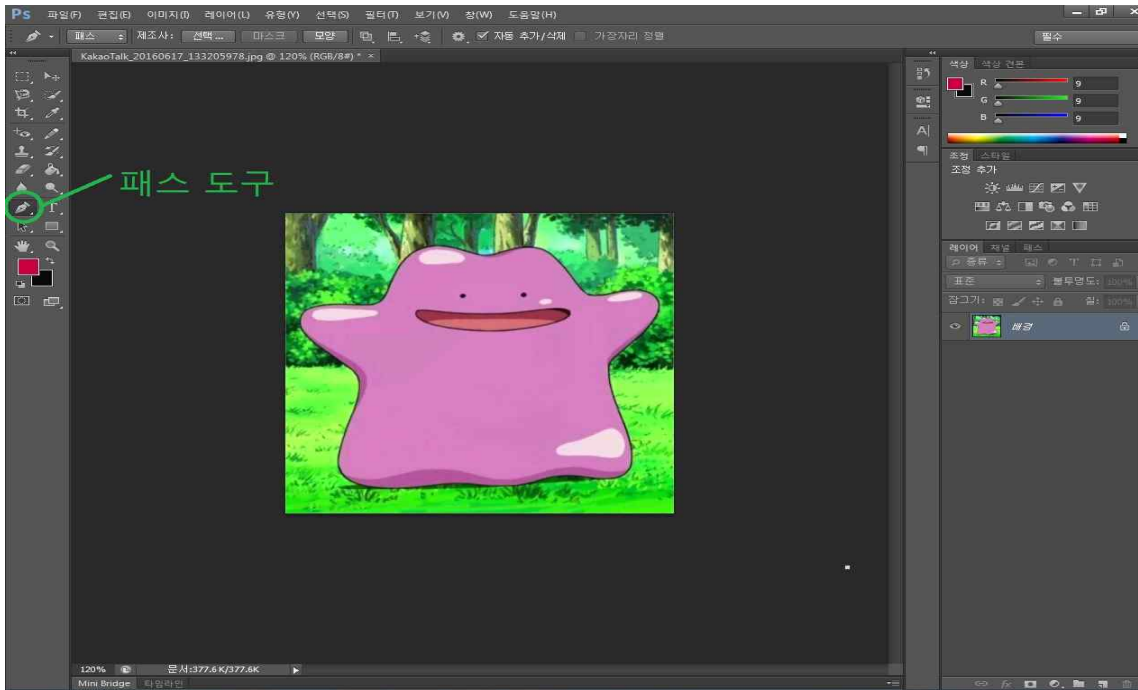 Ps 파일(F) 편집(E) 이미지(I) 레이어(L) 유형(Y) 선택(S) 필터(T) 보기(V) 창(W) 도움말(H)
패스 제조사: 선택... 마스크 모양 자동 추가/삭제 가장자리 정렬 필수
KakaoTalk_20160617_133205978.jpg @ 120% (RGB/8#) * ×
색상 색상 견본
R 9
G 9
B 9
조정 스타일
조정 추가
패스 도구
레이어 채널 패스
종류
표준 불투명도: 100%
잠그기: 칠: 100%
배경
120% 문서:377.6K/377.6K
Mini Bridge 타임라인